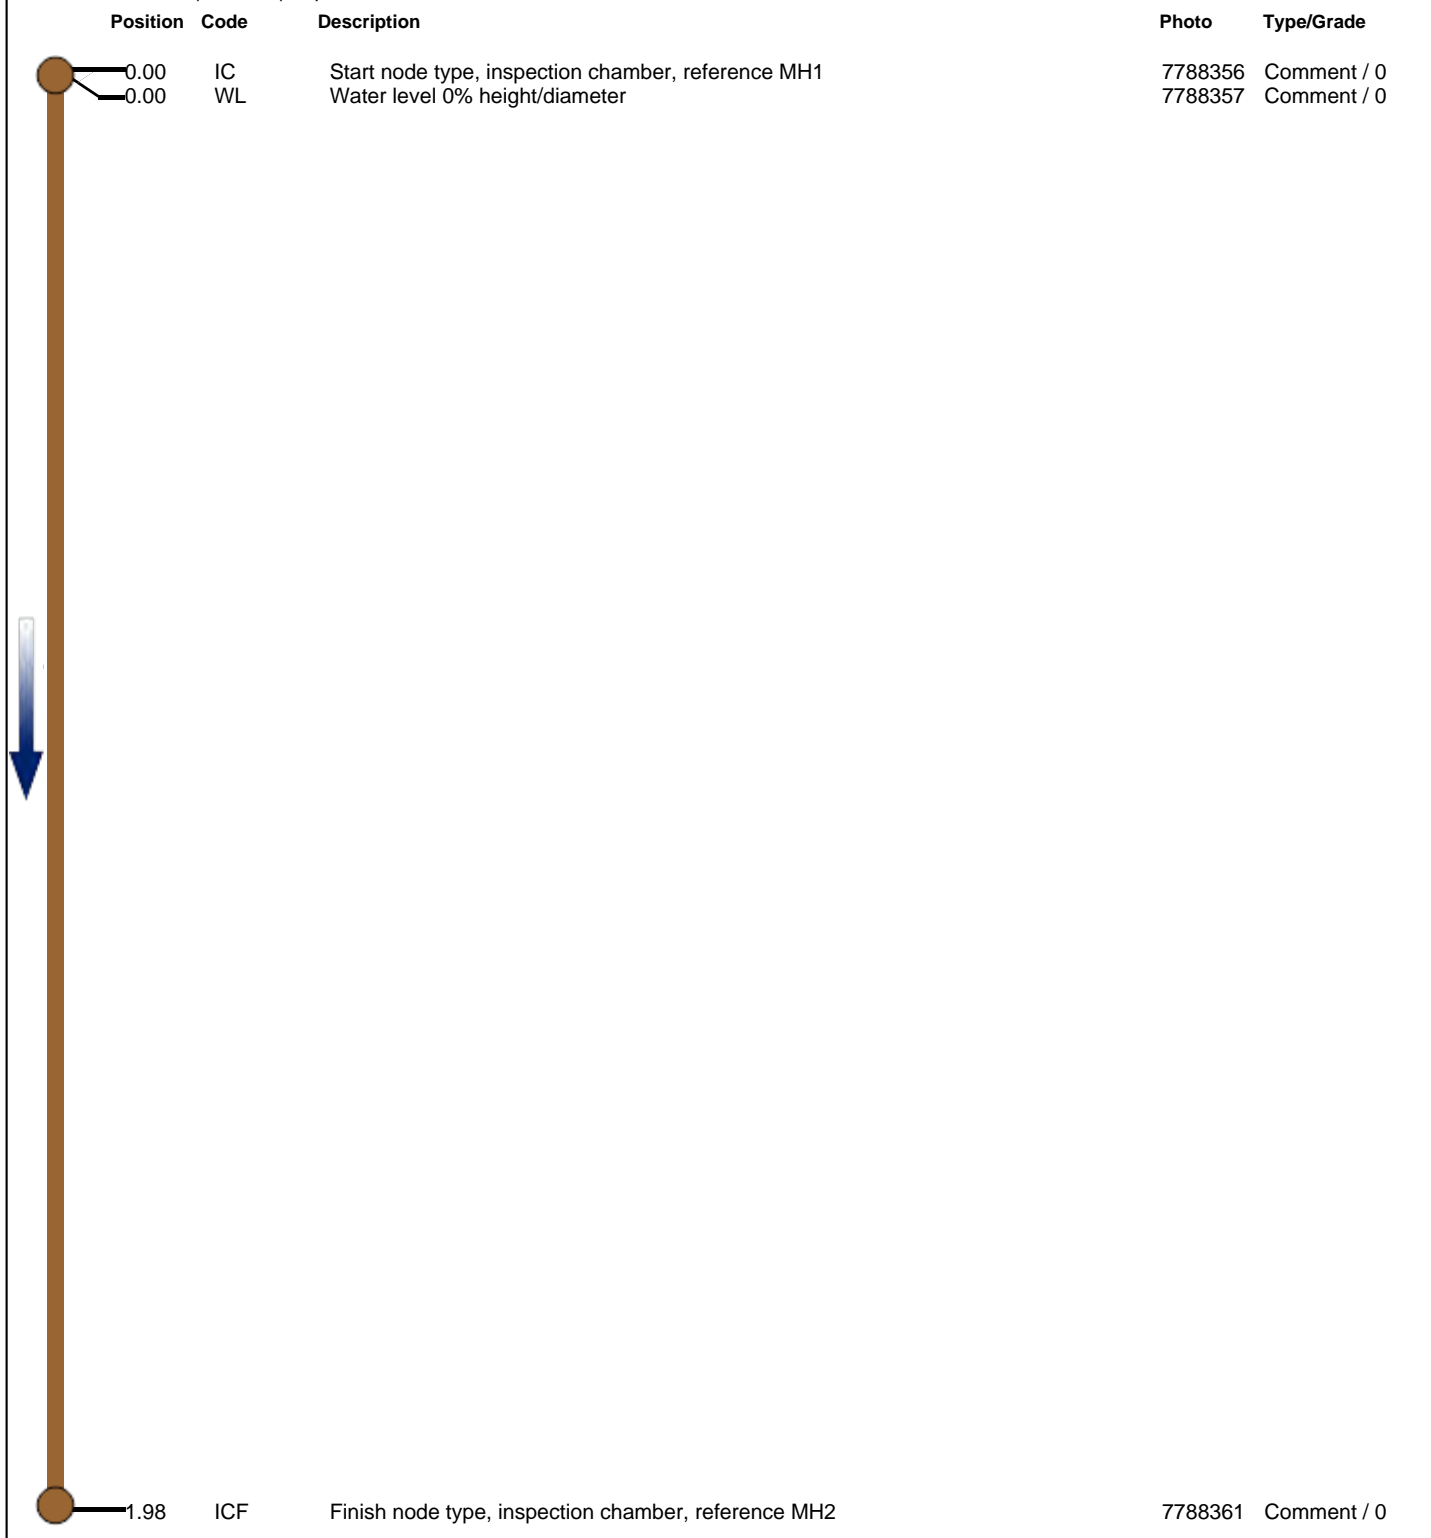 Position Code Description Photo Type/Grade
0.00 IC Start node type, inspection chamber, reference MH1 7788356 Comment / 0
0.00 WL Water level 0% height/diameter 7788357 Comment / 0
1.98 ICF Finish node type, inspection chamber, reference MH2 7788361 Comment / 0